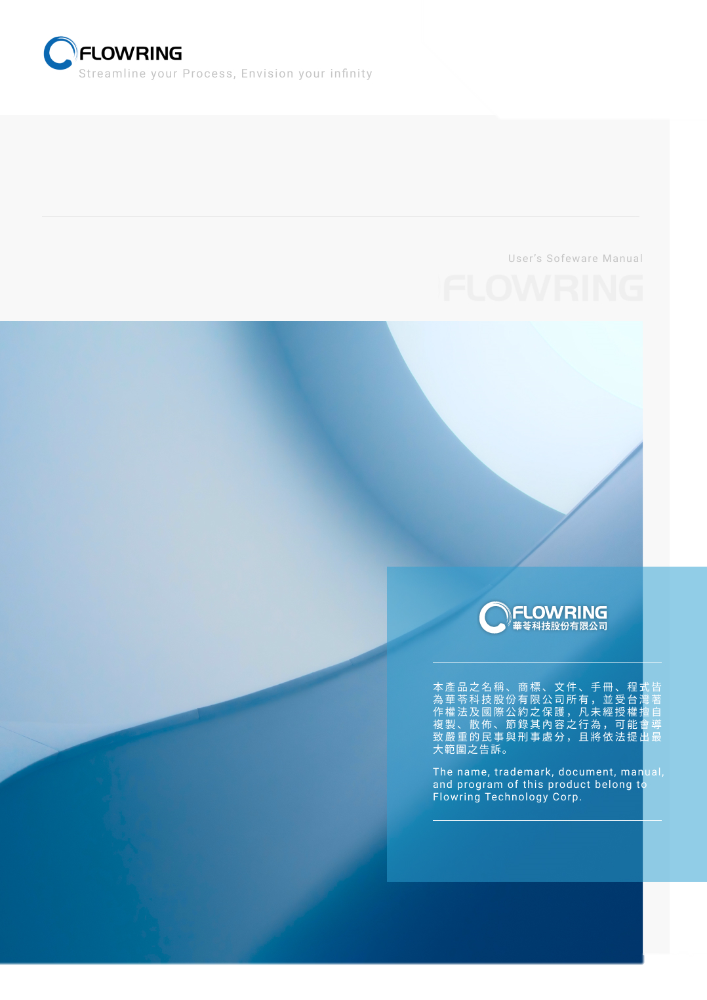 FLOWRING
Streamline your Process, Envision your infinity
User's Sofeware Manual
FLOWRING
FLOWRING
華苓科技股份有限公司
本產品之名稱、商標、文件、手冊、程式皆
為華苓科技股份有限公司所有，並受台灣著
作權法及國際公約之保護，凡未經授權擅自
複製、散佈、節錄其內容之行為，可能會導
致嚴重的民事與刑事處分，且將依法提出最
大範圍之告訴。
The name, trademark, document, manual,
and program of this product belong to
Flowring Technology Corp.